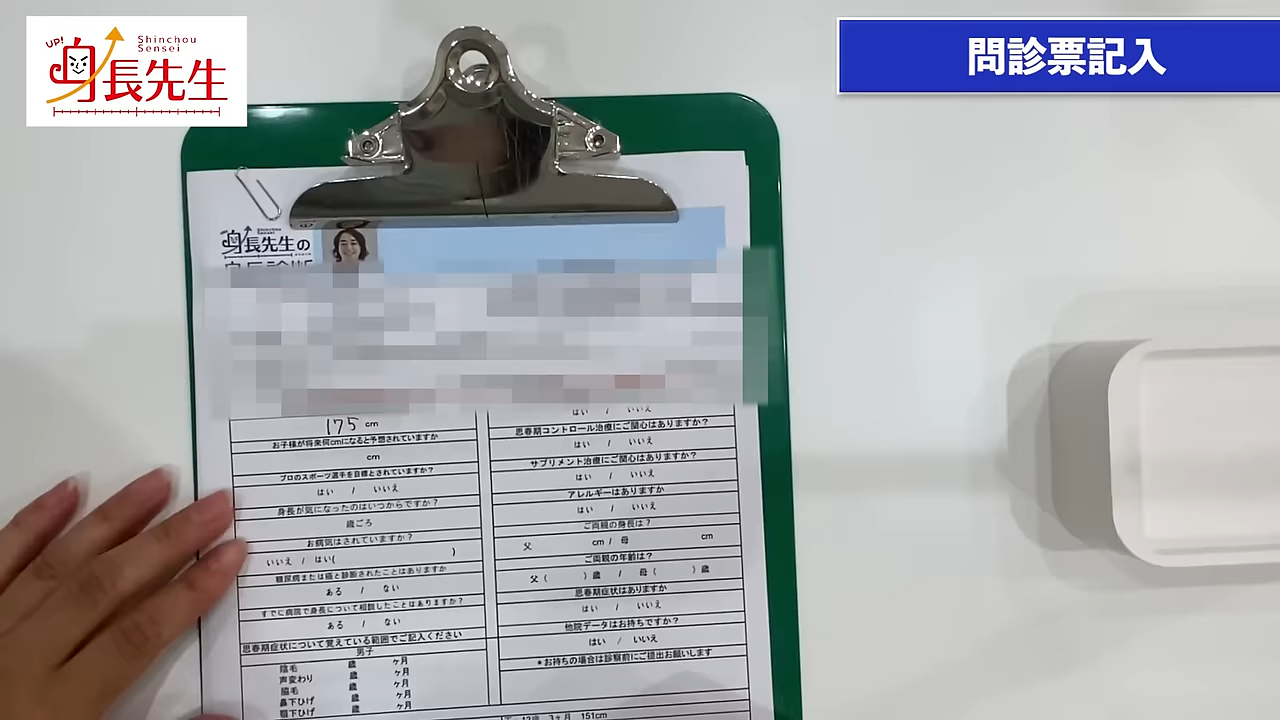 UP!
Shinchou
Sensei
身長先生
問診票記入
Shinchou
Sensei
身長先生の
175 cm
お子様が将来何cmになると予想されていますか
cm
プロのスポーツ選手を目標とされていますか？
はい / いいえ
身長が気になったのはいつからですか？
歳ごろ
お病気はされていますか？
いいえ / はい( )
糖尿病または癌と診断されたことはありますか
ある / ない
すでに病院で身長について相談したことはありますか？
ある / ない
思春期症状について覚えている範囲でご記入ください
男子
陰毛 歳 ヶ月
声変わり 歳 ヶ月
脇毛 歳 ヶ月
鼻下ひげ 歳 ヶ月
顎下ひげ 歳 ヶ月
はい / いいえ
思春期コントロール治療にご関心はありますか？
はい / いいえ
サプリメント治療にご関心はありますか？
はい / いいえ
アレルギーはありますか
はい / いいえ
ご両親の身長は？
父 cm / 母 cm
ご両親の年齢は？
父 ( ) 歳 / 母 ( ) 歳
思春期症状はありますか
はい / いいえ
他院データはお持ちですか？
はい / いいえ
*お持ちの場合は診察前にご提出お願いします
12歳 3ヶ月 151cm